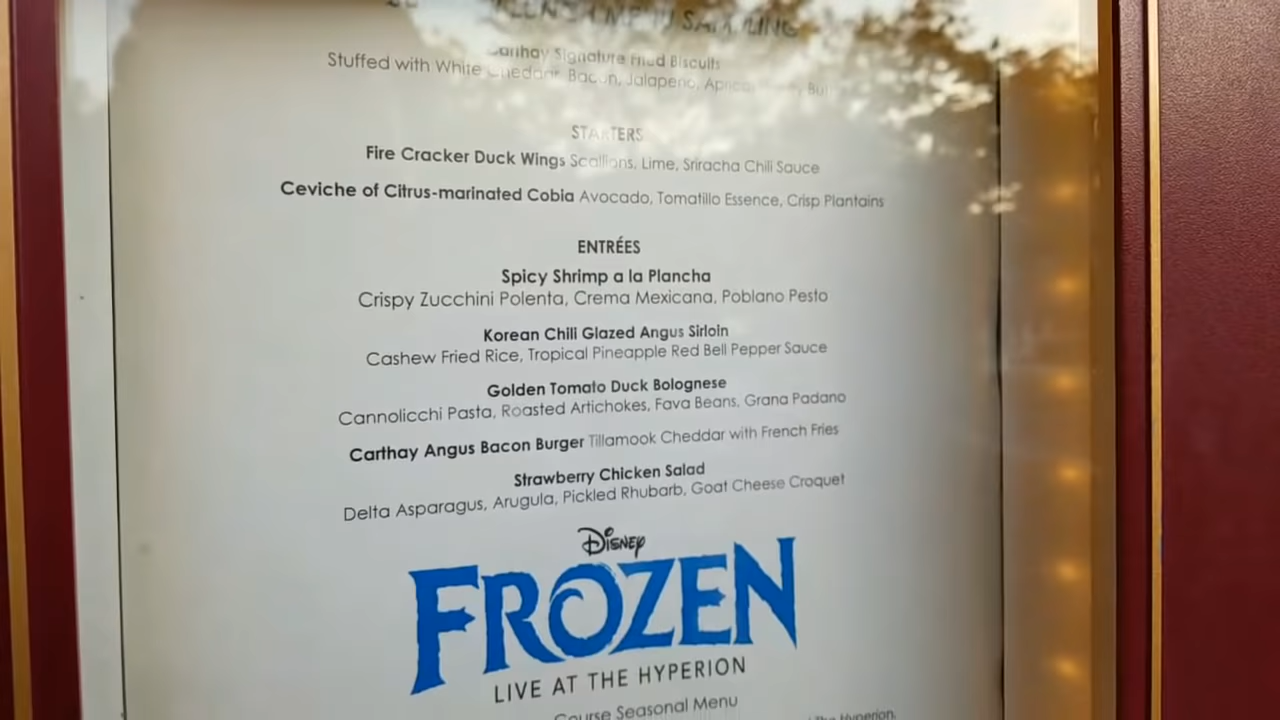 Signature Fried Biscuits
Stuffed with White Cheddar, Bacon, Jalapeno,
STARTERS
Fire Cracker Duck Wings Scallions, Lime, Sriracha Chili Sauce
Ceviche of Citrus-marinated Cobia Avocado, Tomatillo Essence, Crisp Plantains
ENTRÉES
Spicy Shrimp a la Plancha
Crispy Zucchini Polenta, Crema Mexicana, Poblano Pesto
Korean Chili Glazed Angus Sirloin
Cashew Fried Rice, Tropical Pineapple Red Bell Pepper Sauce
Golden Tomato Duck Bolognese
Cannolicchi Pasta, Roasted Artichokes, Fava Beans, Grana Padano
Carthay Angus Bacon Burger Tillamook Cheddar with French Fries
Strawberry Chicken Salad
Delta Asparagus, Arugula, Pickled Rhubarb, Goat Cheese Croquet
DISNEY
FROZEN
LIVE AT THE HYPERION
Course Seasonal Menu
Hyperion.